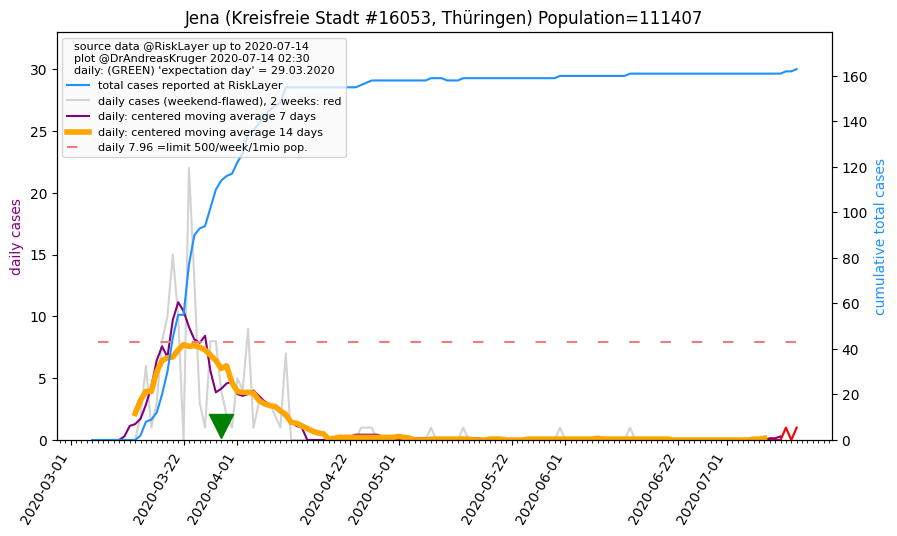 Jena (Kreisfreie Stadt #16053, Thüringen) Population=111407
source data @RiskLayer up to 2020-07-14
plot @DrAndreasKruger 2020-07-14 02:30
daily: (GREEN) 'expectation day' = 29.03.2020
total cases reported at RiskLayer
daily cases (weekend-flawed), 2 weeks: red
daily: centered moving average 7 days
daily: centered moving average 14 days
daily 7.96 =limit 500/week/1mio pop.
daily cases
30
25
20
15
10
5
0
cumulative total cases
160
140
120
100
80
60
40
20
0
2020-03-01
2020-03-22
2020-04-01
2020-04-22
2020-05-01
2020-05-22
2020-06-01
2020-06-22
2020-07-01